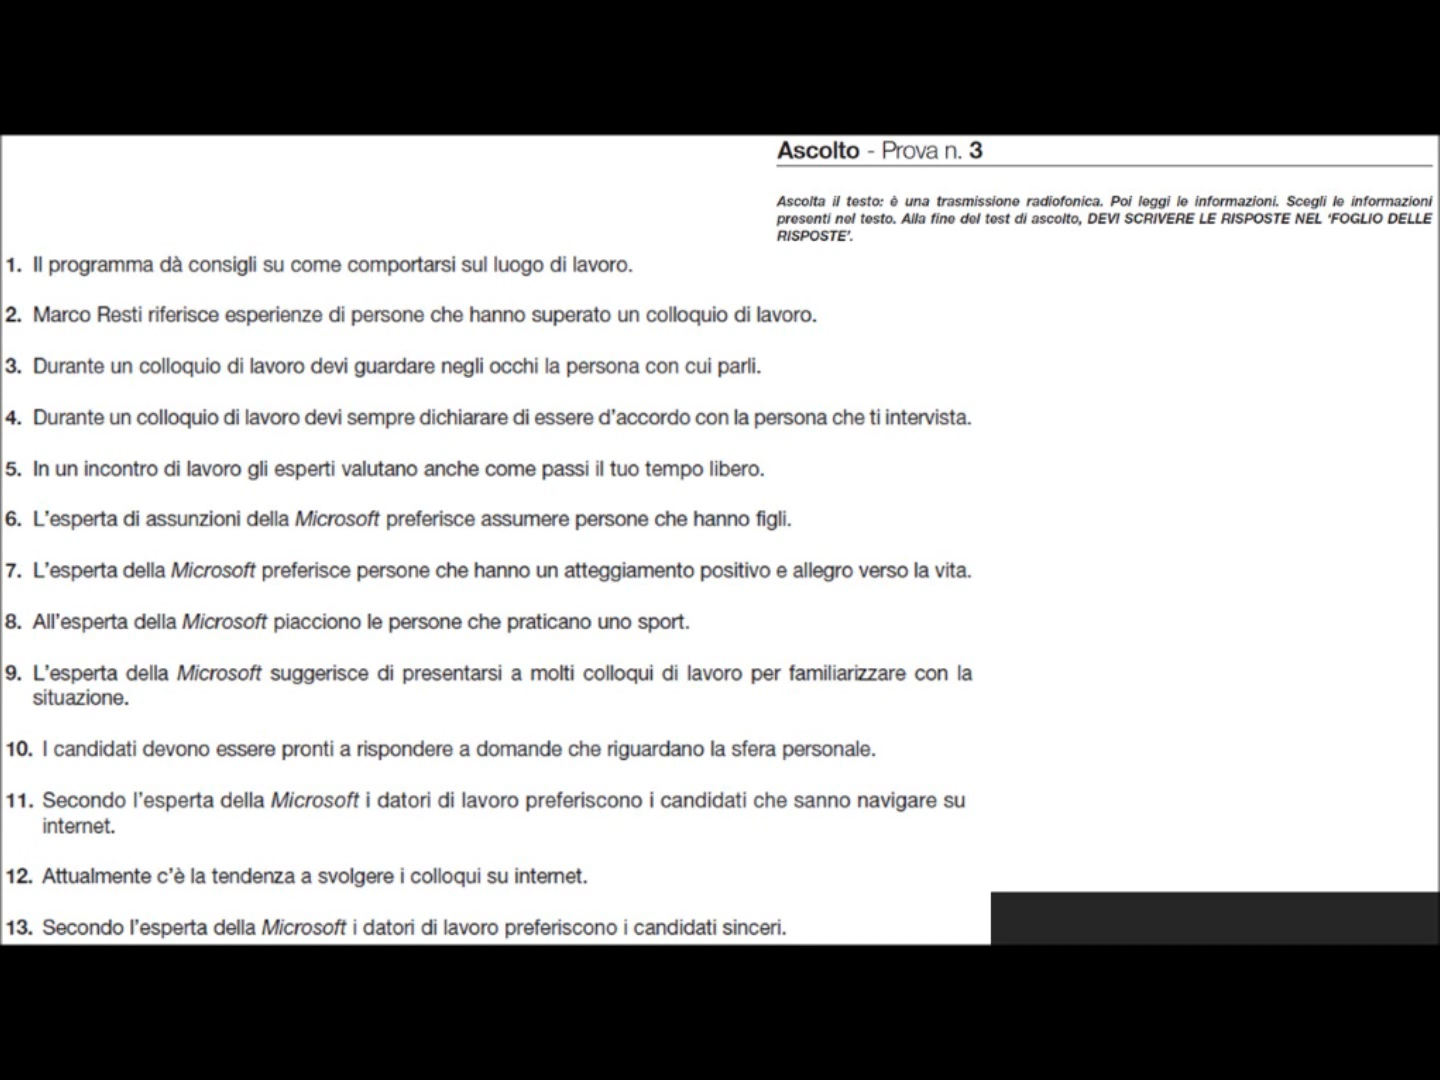 Ascolto - Prova n. 3
Ascolta il testo: è una trasmissione radiofonica. Poi leggi le informazioni. Scegli le informazioni
presenti nel testo. Alla fine del test di ascolto, DEVI SCRIVERE LE RISPOSTE NEL ‘FOGLIO DELLE
RISPOSTE’.
1. Il programma dà consigli su come comportarsi sul luogo di lavoro.
2. Marco Resti riferisce esperienze di persone che hanno superato un colloquio di lavoro.
3. Durante un colloquio di lavoro devi guardare negli occhi la persona con cui parli.
4. Durante un colloquio di lavoro devi sempre dichiarare di essere d’accordo con la persona che ti intervista.
5. In un incontro di lavoro gli esperti valutano anche come passi il tuo tempo libero.
6. L’esperta di assunzioni della Microsoft preferisce assumere persone che hanno figli.
7. L’esperta della Microsoft preferisce persone che hanno un atteggiamento positivo e allegro verso la vita.
8. All’esperta della Microsoft piacciono le persone che praticano uno sport.
9. L’esperta della Microsoft suggerisce di presentarsi a molti colloqui di lavoro per familiarizzare con la
situazione.
10. I candidati devono essere pronti a rispondere a domande che riguardano la sfera personale.
11. Secondo l’esperta della Microsoft i datori di lavoro preferiscono i candidati che sanno navigare su
internet.
12. Attualmente c’è la tendenza a svolgere i colloqui su internet.
13. Secondo l’esperta della Microsoft i datori di lavoro preferiscono i candidati sinceri.